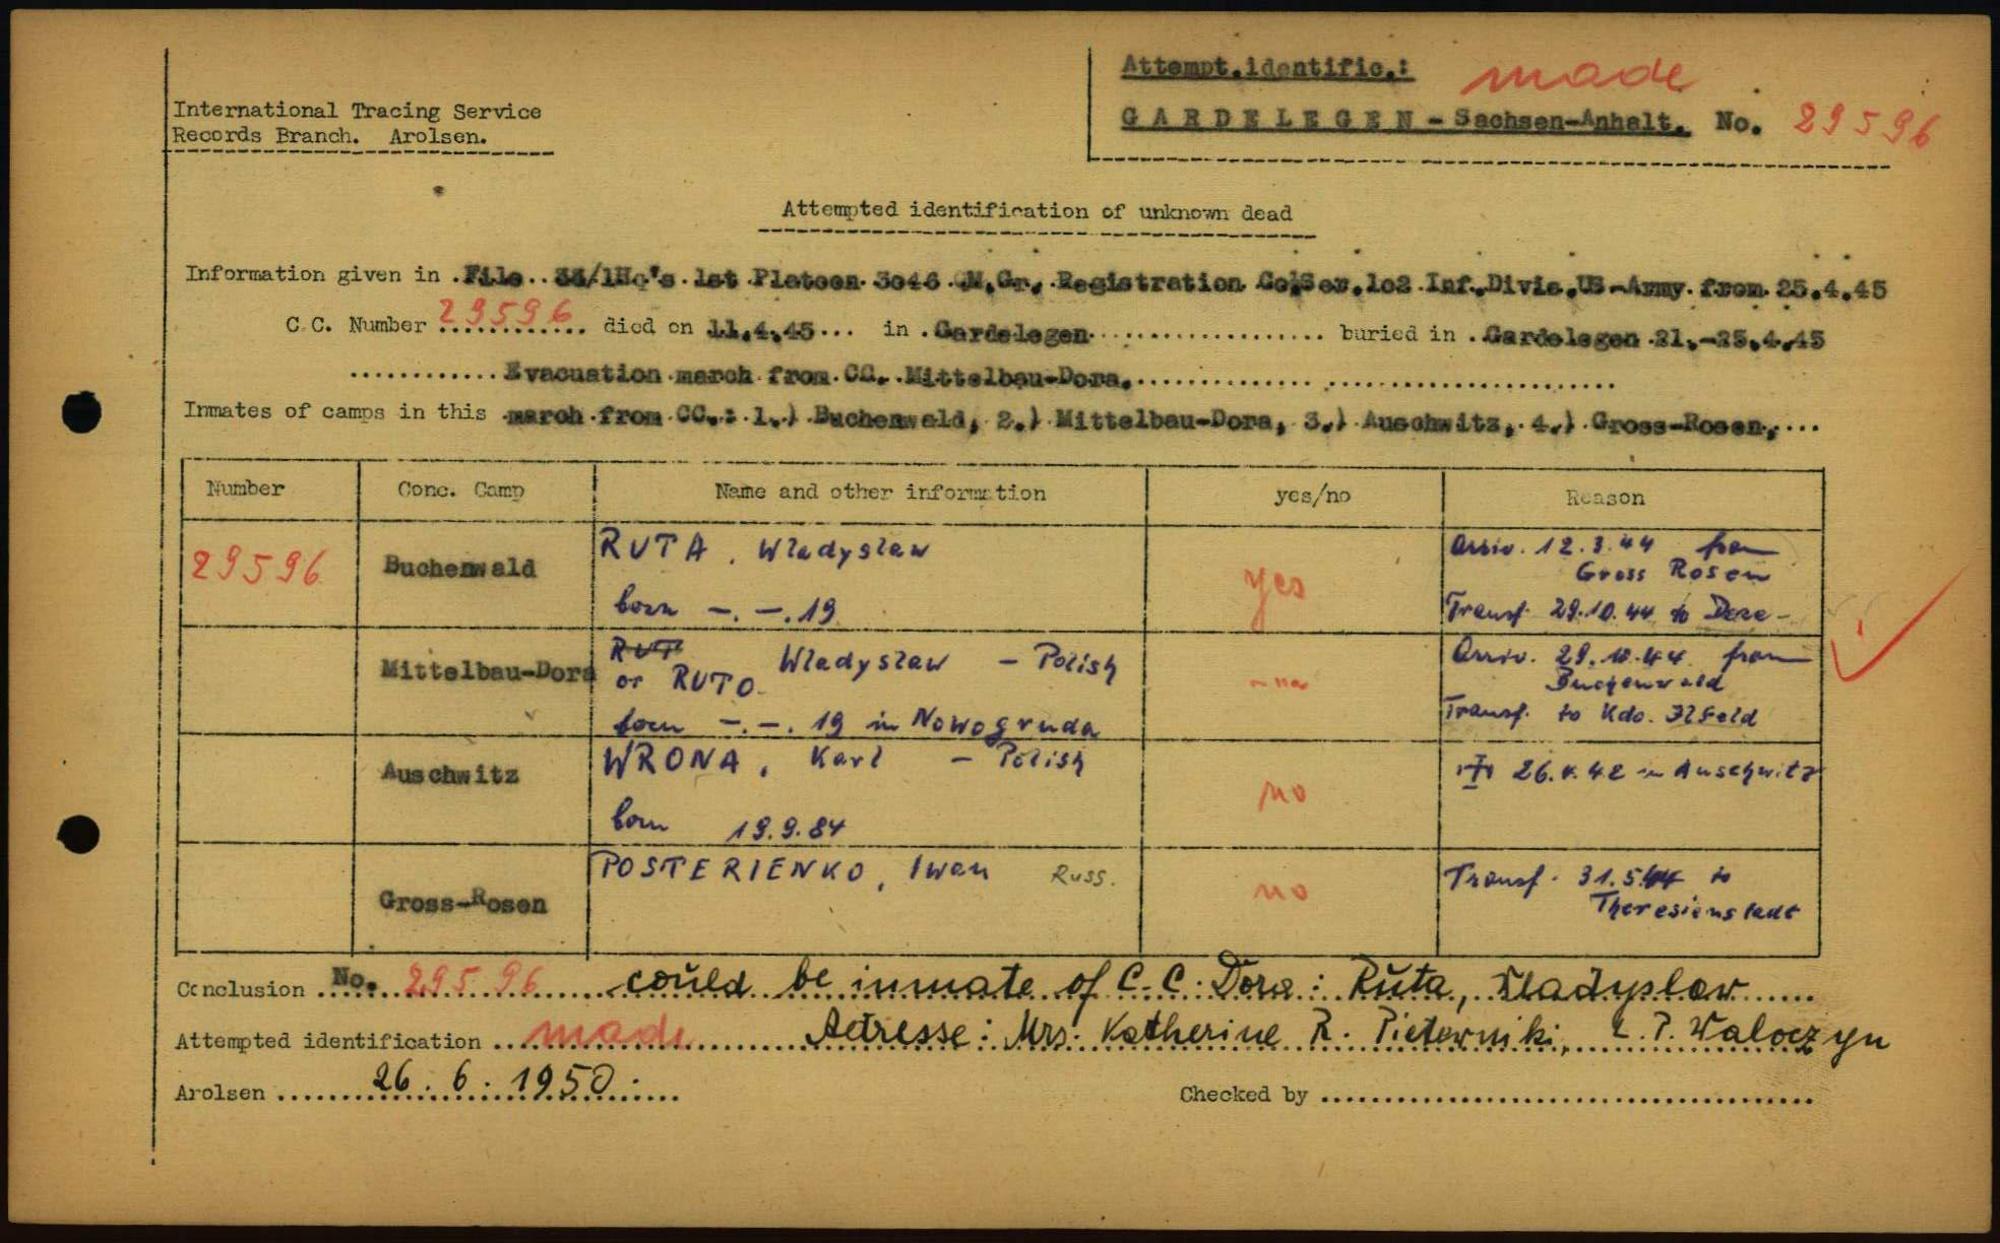 Attempt.identific.: made
International Tracing Service
Records Branch. Arolsen.
GARDELEGEN - Sachsen-Anhalt. No. 29596
Attempted identification of unknown dead
Information given in .File.. 33/1Hq's 1st Platoon 3046 QM.Gr. Registration Co.Ser.1o2 Inf.Divis.US-Army from 25.4.45
C.C. Number 29596 died on 11.4.45... in .Gardelegen................... buried in .Gardelegen 21.-25.4.45
............Evacuation march from CC. Mittelbau-Dora.....................................
Inmates of camps in this march from CC.: 1.) Buchenwald, 2.) Mittelbau-Dora, 3.) Auschwitz, 4.) Gross-Rosen,...
Number Conc. Camp Name and other information yes/no Reason
29596 Buchenwald RUTA, Wladyslaw yes Arriv. 12.3.44 from
Gross Rosen
born -.-.19 Transf. 29.10.44 to Dora-
Mittelbau-Dora RUT Wladyslaw - Polish Arriv. 29.10.44 from
or RUTO Buchenwald
born -.-.19 in Nowogruda Transf. to Kdo. Ilfeld
Auschwitz WRONA, Karl - Polish no 26.5.42 in Auschwitz
born 19.9.84
Gross-Rosen POSTERIENKO, Iwan Russ. no Transf. 31.5.44 to
Theresienstadt
Conclusion No. 29596 could be inmate of C.C. Dora: Ruta, Wladyslaw
Attempted identification made Adresse: Mrs. Katherine R. Pieterniki, P. Waloczyn
Arolsen 26.6.1950. Checked by